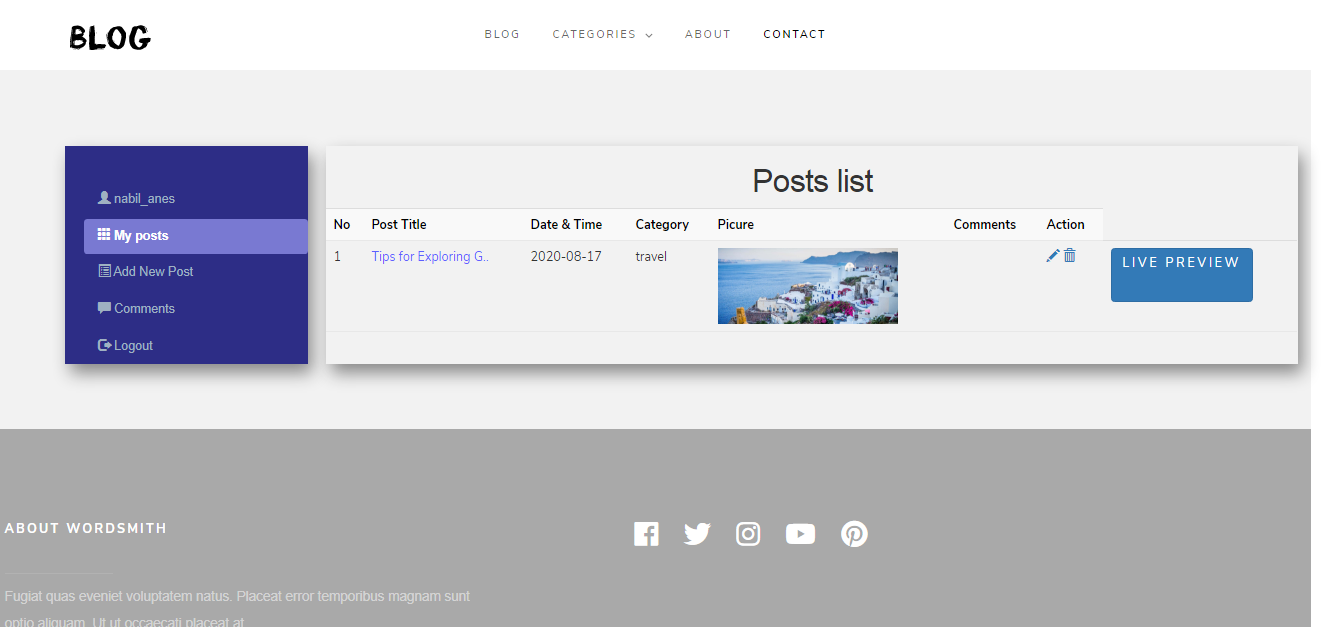 BLOG
BLOG CATEGORIES ABOUT CONTACT
nabil_anes
My posts
Add New Post
Comments
Logout
Posts list
No Post Title Date & Time Category Picure Comments Action
1 Tips for Exploring G.. 2020-08-17 travel LIVE PREVIEW
ABOUT WORDSMITH
Fugiat quas eveniet voluptatem natus. Placeat error temporibus magnam sunt
optio aliquam. Ut ut occaecati placeat at